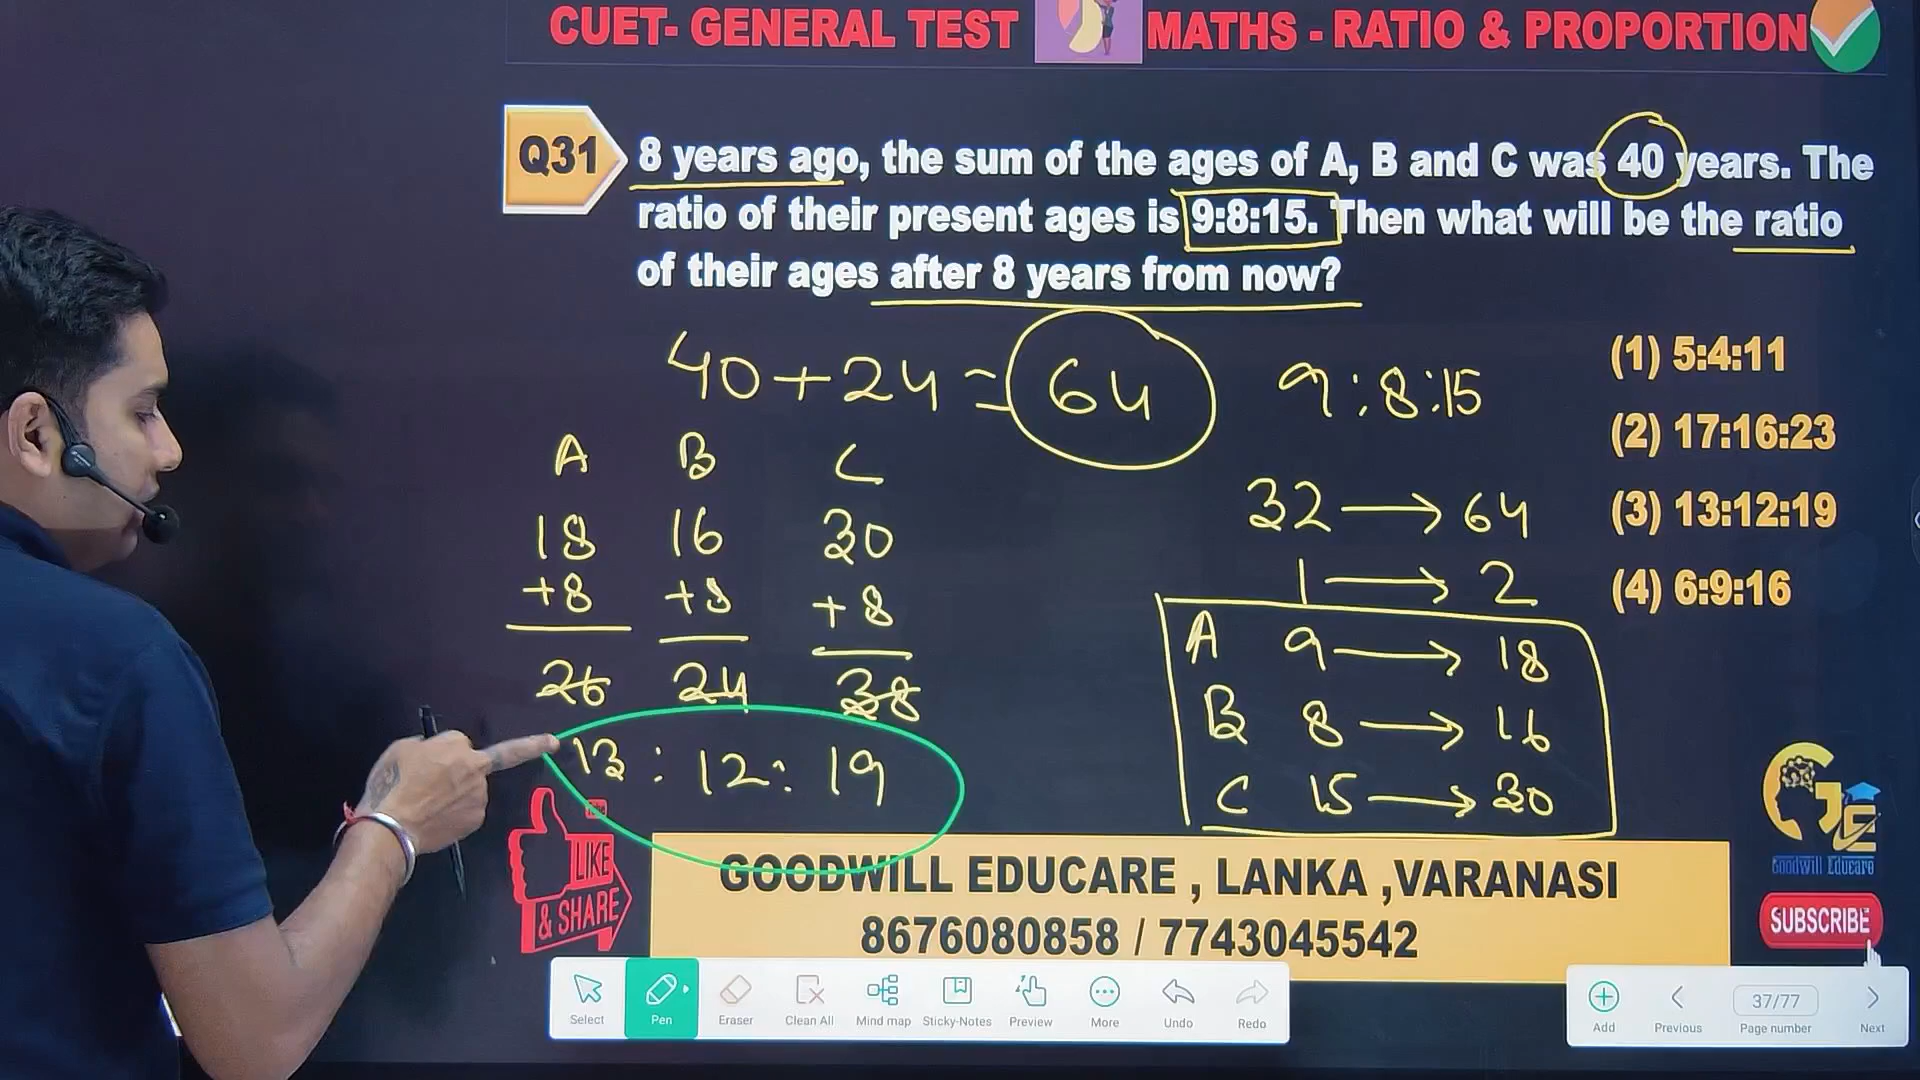 CUET- GENERAL TEST MATHS - RATIO & PROPORTION
Q31 8 years ago, the sum of the ages of A, B and C was 40 years. The
ratio of their present ages is 9:8:15. Then what will be the ratio
of their ages after 8 years from now?
40 + 24 = 64
9 : 8 : 15
(1) 5:4:11
(2) 17:16:23
(3) 13:12:19
(4) 6:9:16
A B C
18 16 30
+8 +8 +8
26 24 38
13 : 12 : 19
32 → 64
1 → 2
A 9 → 18
B 8 → 16
C 15 → 30
LIKE
& SHARE
GOODWILL EDUCARE , LANKA ,VARANASI
8676080858 / 7743045542
GE
Goodwill Educare
SUBSCRIBE
Select Pen Eraser Clean All Mind map Sticky-Notes Preview More Undo Redo
Add Previous 37/77 Page number Next